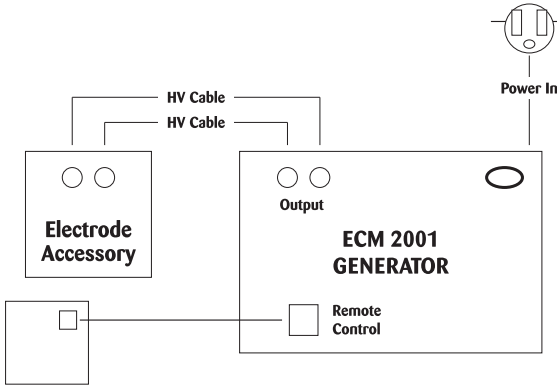 Power In
HV Cable
HV Cable
Output
Electrode
Accessory
ECM 2001
GENERATOR
Remote
Control